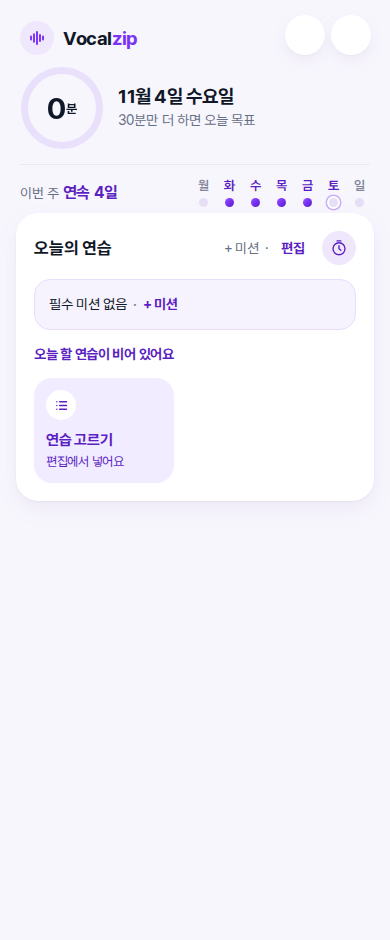 Vocalzip
0분
11월 4일 수요일
30분만 더 하면 오늘 목표
이번 주 연속 4일
월 화 수 목 금 토 일
오늘의 연습
+ 미션 · 편집
필수 미션 없음 · + 미션
오늘 할 연습이 비어 있어요
연습 고르기
편집에서 넣어요